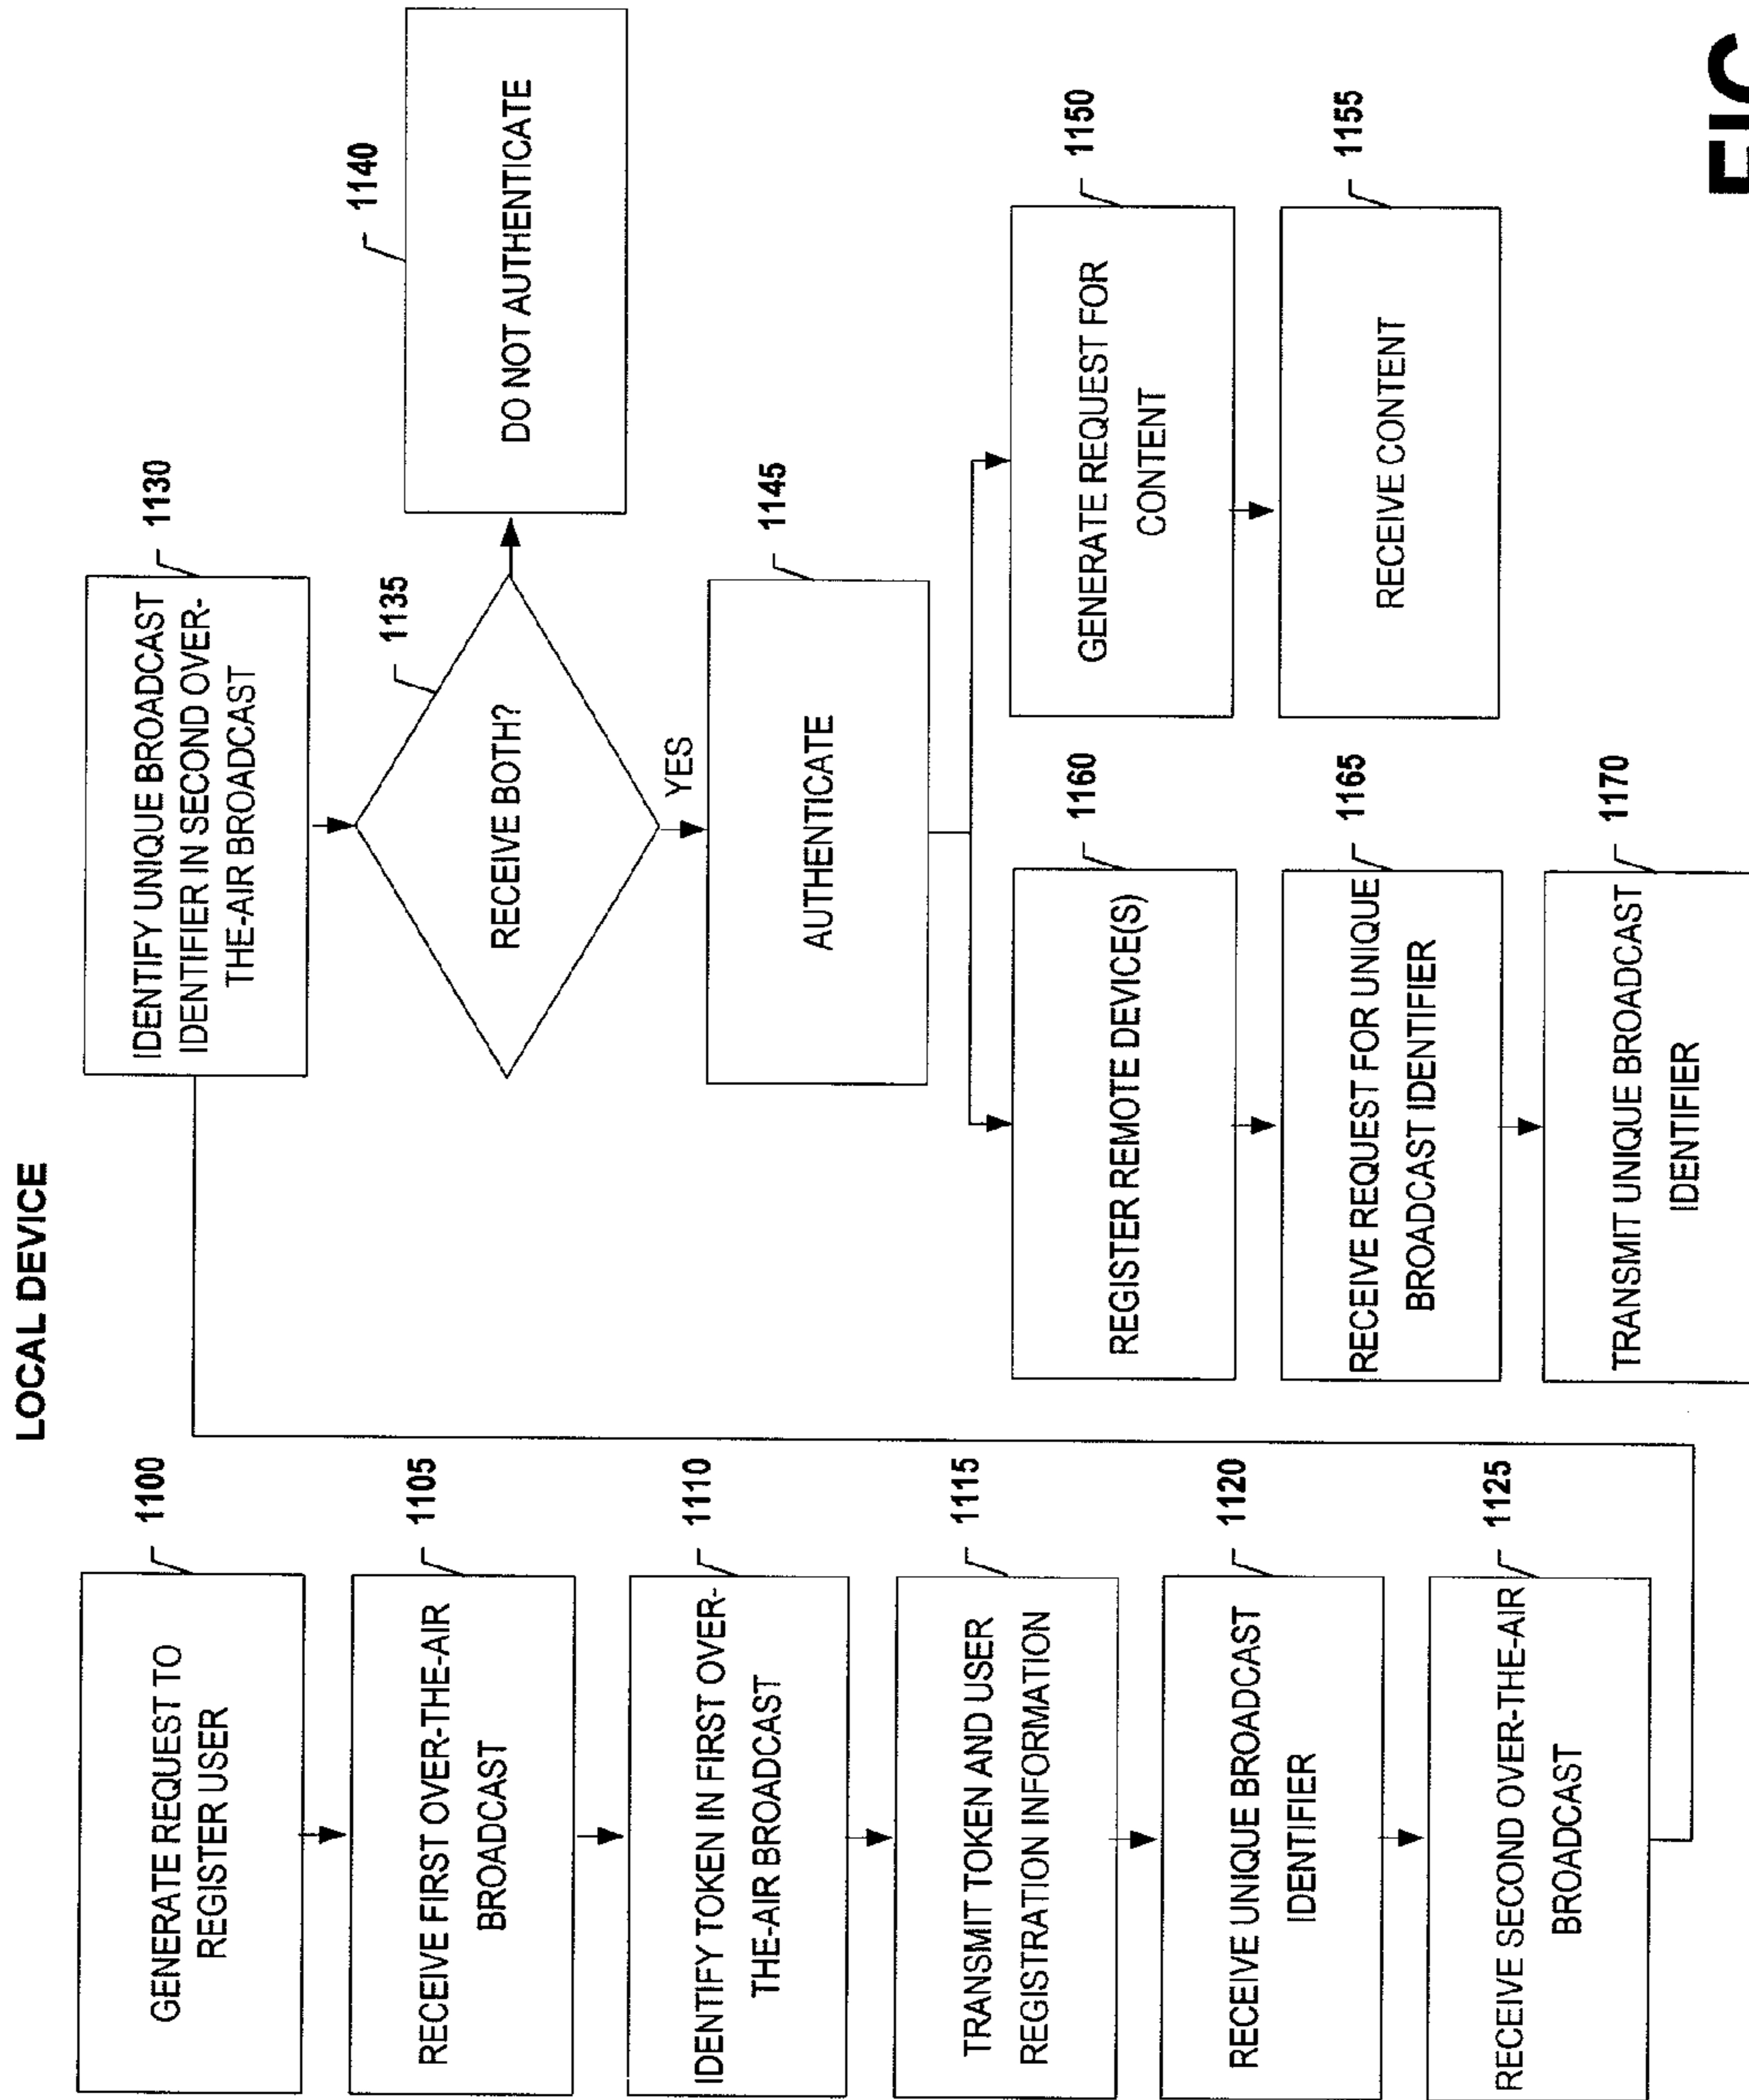 LOCAL DEVICE
1100
GENERATE REQUEST TO
REGISTER USER
1105
RECEIVE FIRST OVER-THE-AIR
BROADCAST
1110
IDENTIFY TOKEN IN FIRST OVER-
THE-AIR BROADCAST
1115
TRANSMIT TOKEN AND USER
REGISTRATION INFORMATION
1120
RECEIVE UNIQUE BROADCAST
IDENTIFIER
1125
RECEIVE SECOND OVER-THE-AIR
BROADCAST
1130
IDENTIFY UNIQUE BROADCAST
IDENTIFIER IN SECOND OVER-
THE-AIR BROADCAST
1135
RECEIVE BOTH?
1140
DO NOT AUTHENTICATE
YES
1145
AUTHENTICATE
1160
REGISTER REMOTE DEVICE(S)
1165
RECEIVE REQUEST FOR UNIQUE
BROADCAST IDENTIFIER
1170
TRANSMIT UNIQUE BROADCAST
IDENTIFIER
1150
GENERATE REQUEST FOR
CONTENT
1155
RECEIVE CONTENT